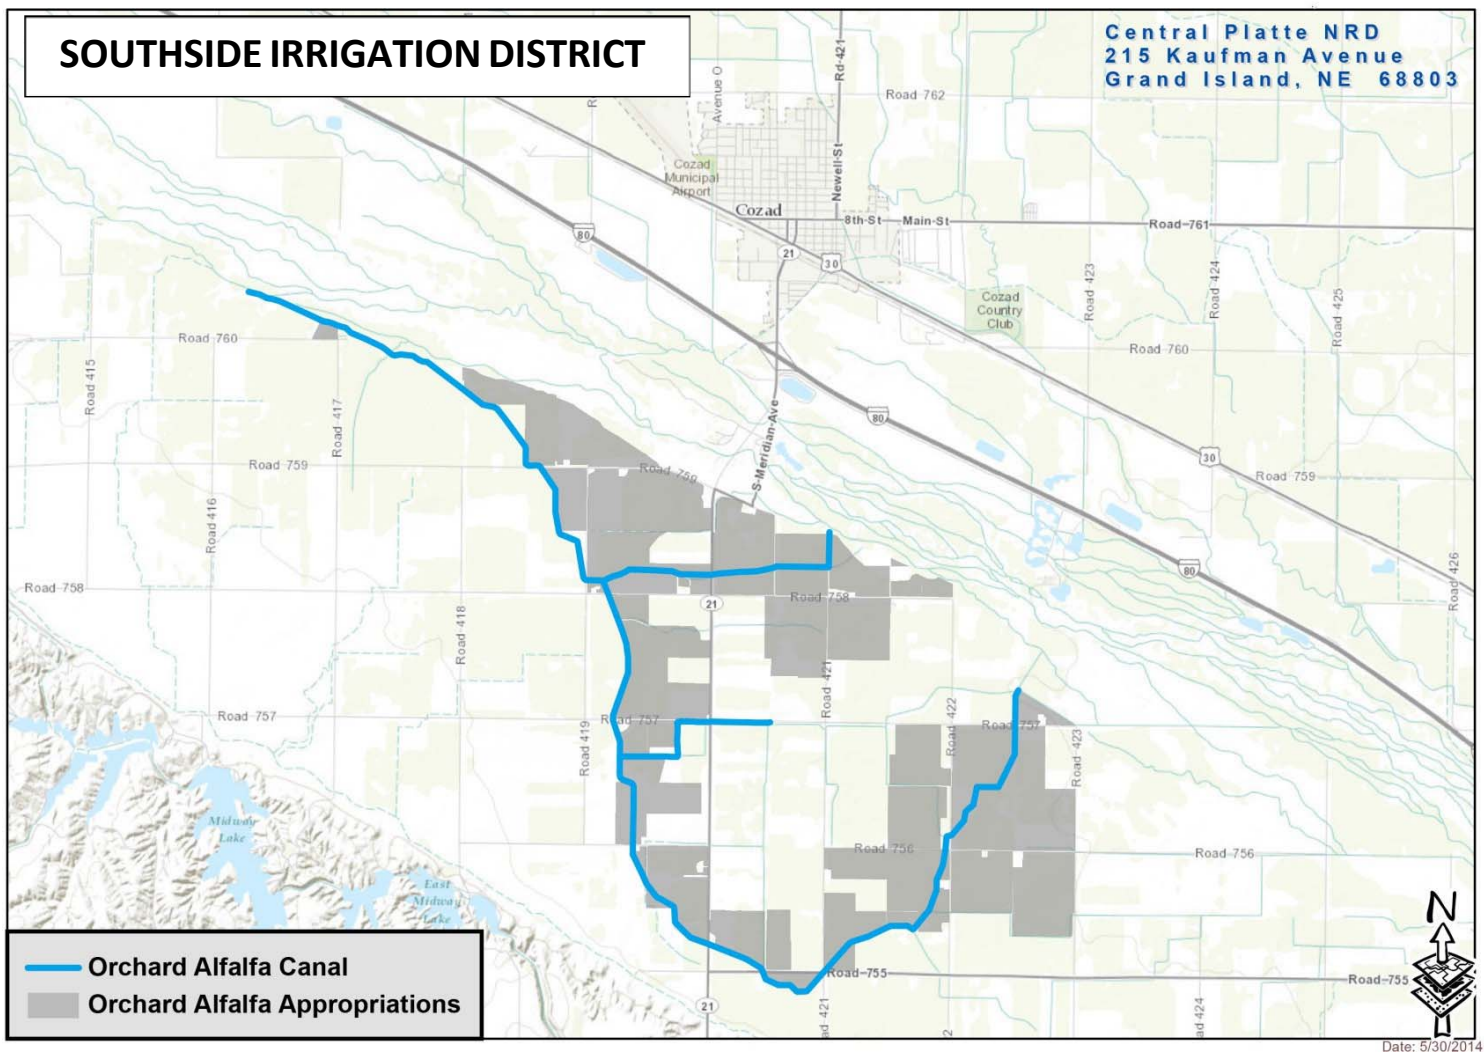 SOUTHSIDE IRRIGATION DISTRICT
Central Platte NRD
215 Kaufman Avenue
Grand Island, NE 68803
Avenue O
Rd-421
Road 762
R
Cozad
Municipal
Airport
Newell-St
Cozad
8th-St
Main-St
Road-761
80
21
30
Road 423
Road 424
Road 425
Cozad
Country
Club
Road 760
Road 760
Road 415
Road 417
S-Meridian-Ave
80
30
Road 759
Road 759
Road 759
Road 416
80
Road 426
Road 758
Road 758
21
Road 418
Road 421
Road 757
Road 757
Road 757
Road 419
Road 422
Road 423
Midway
Lake
Road 756
Road 756
East
Midway
Lake
Road-755
Road-755
21
ad 421
2
ad 424
N
Orchard Alfalfa Canal
Orchard Alfalfa Appropriations
Date: 5/30/2014